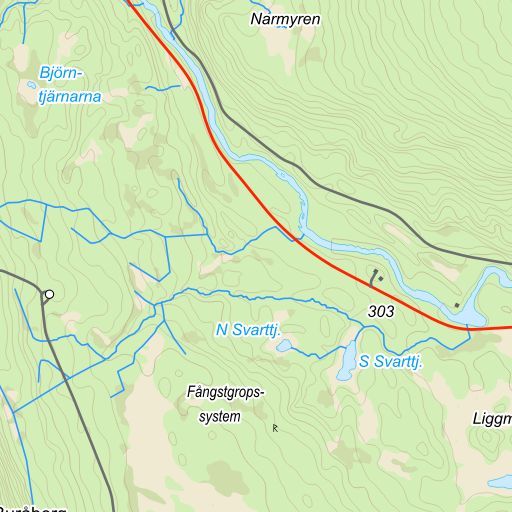 Narmyren
Björn-
tjärnarna
303
N Svarttj.
S Svarttj.
Fångstgrops-
system
R